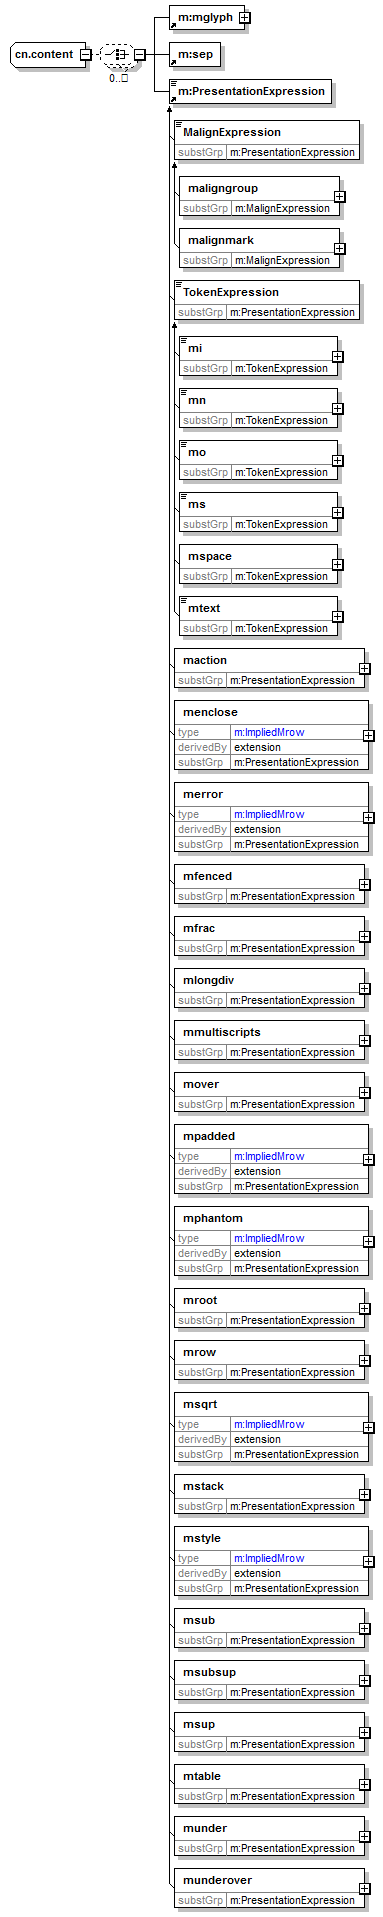 m:mglyph
cn.content
m:sep
0..□
m:PresentationExpression
MalignExpression
substGrp m:PresentationExpression
maligngroup
substGrp m:MalignExpression
malignmark
substGrp m:MalignExpression
TokenExpression
substGrp m:PresentationExpression
mi
substGrp m:TokenExpression
mn
substGrp m:TokenExpression
mo
substGrp m:TokenExpression
ms
substGrp m:TokenExpression
mspace
substGrp m:TokenExpression
mtext
substGrp m:TokenExpression
maction
substGrp m:PresentationExpression
menclose
type m:ImpliedMrow
derivedBy extension
substGrp m:PresentationExpression
merror
type m:ImpliedMrow
derivedBy extension
substGrp m:PresentationExpression
mfenced
substGrp m:PresentationExpression
mfrac
substGrp m:PresentationExpression
mlongdiv
substGrp m:PresentationExpression
mmultiscripts
substGrp m:PresentationExpression
mover
substGrp m:PresentationExpression
mpadded
type m:ImpliedMrow
derivedBy extension
substGrp m:PresentationExpression
mphantom
type m:ImpliedMrow
derivedBy extension
substGrp m:PresentationExpression
mroot
substGrp m:PresentationExpression
mrow
substGrp m:PresentationExpression
msqrt
type m:ImpliedMrow
derivedBy extension
substGrp m:PresentationExpression
mstack
substGrp m:PresentationExpression
mstyle
type m:ImpliedMrow
derivedBy extension
substGrp m:PresentationExpression
msub
substGrp m:PresentationExpression
msubsup
substGrp m:PresentationExpression
msup
substGrp m:PresentationExpression
mtable
substGrp m:PresentationExpression
munder
substGrp m:PresentationExpression
munderover
substGrp m:PresentationExpression